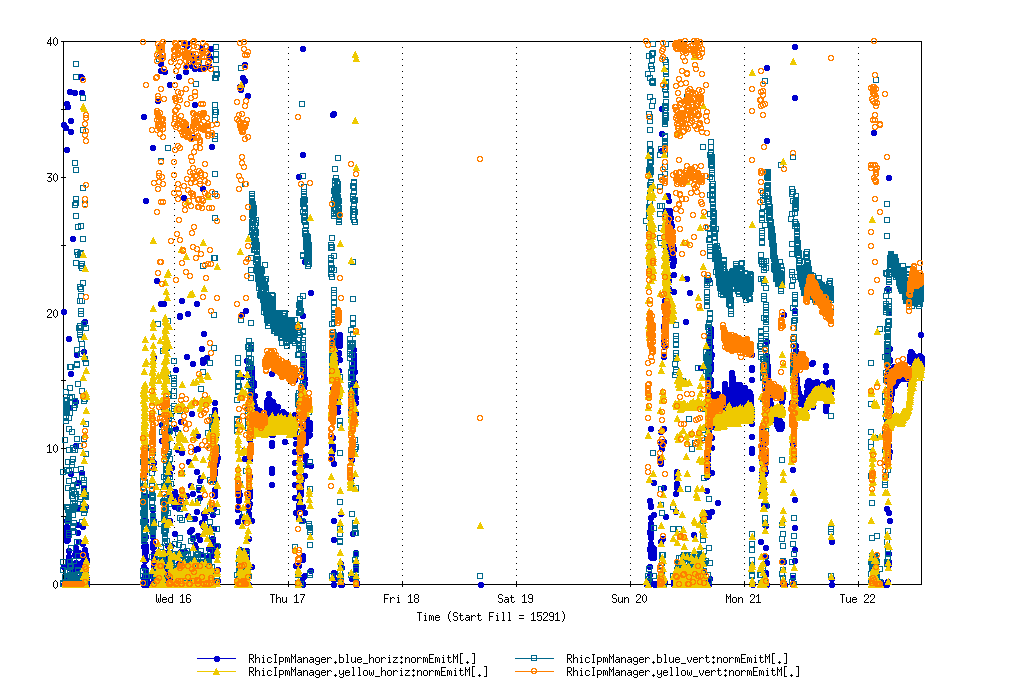 40
30
20
10
0
Wed 16 Thu 17 Fri 18 Sat 19 Sun 20 Mon 21 Tue 22
Time (Start Fill = 15291)
RhicIpmManager.blue_horiz:normEmitM[.] RhicIpmManager.blue_vert:normEmitM[.]
RhicIpmManager.yellow_horiz:normEmitM[.] RhicIpmManager.yellow_vert:normEmitM[.]